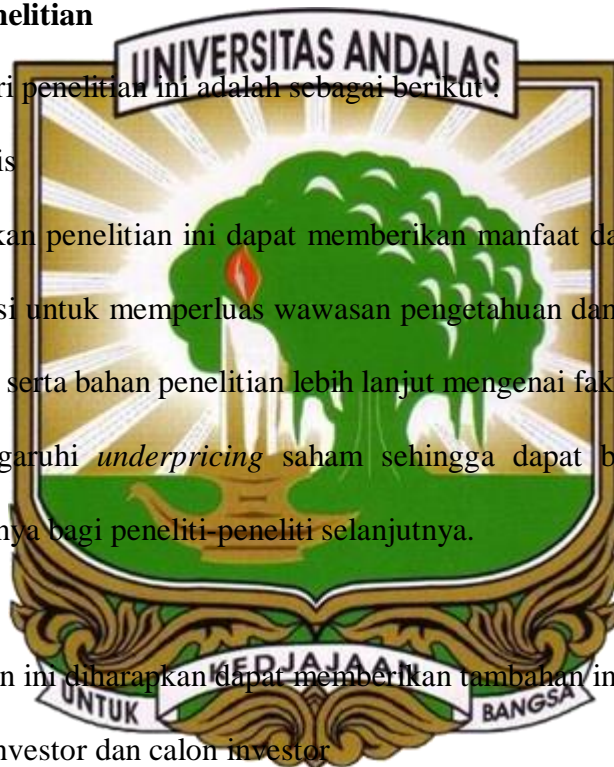 nelitian
UNIVERSITAS ANDALAS
ri penelitian ini adalah sebagai berikut :
is
kan penelitian ini dapat memberikan manfaat da
si untuk memperluas wawasan pengetahuan dan
serta bahan penelitian lebih lanjut mengenai fak
garuhi underpricing saham sehingga dapat b
nya bagi peneliti-peneliti selanjutnya.
n ini diharapkan dapat memberikan tambahan in
UNTUK KEDJAJAAN BANGSA
nvestor dan calon investor